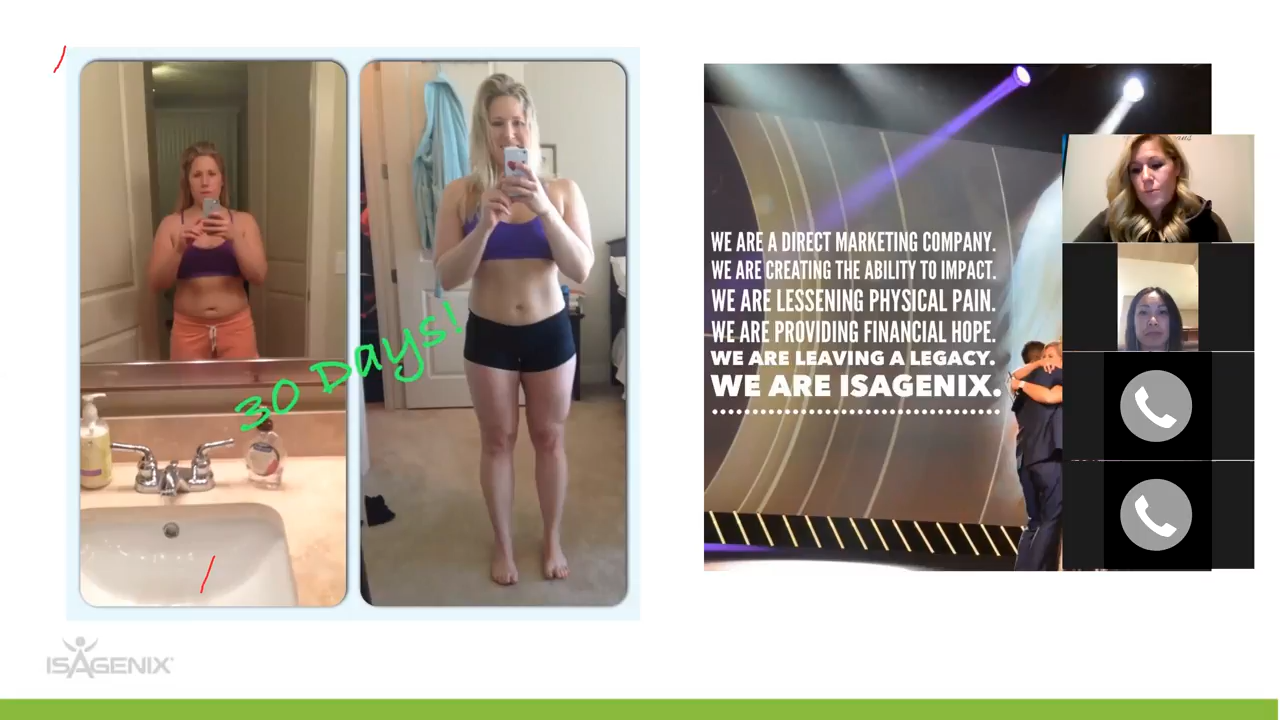 30 Days!
WE ARE A DIRECT MARKETING COMPANY.
WE ARE CREATING THE ABILITY TO IMPACT.
WE ARE LESSENING PHYSICAL PAIN.
WE ARE PROVIDING FINANCIAL HOPE.
WE ARE LEAVING A LEGACY.
WE ARE ISAGENIX.
ISAGENIX